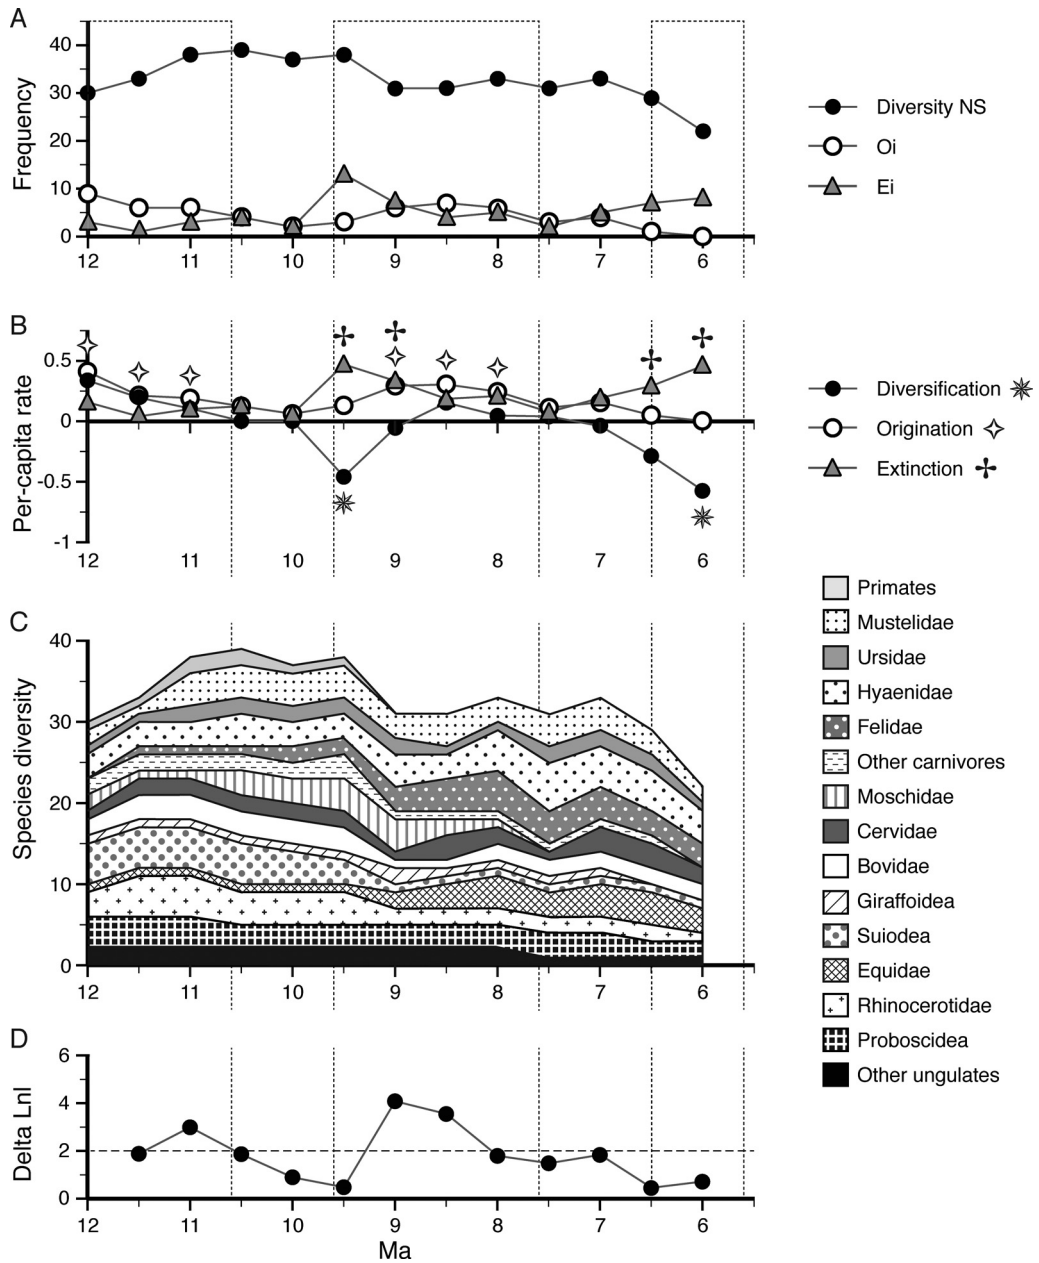 A
Frequency
40
30
20
10
0
12
11
10
9
8
7
6
Diversity NS
Oi
Ei
B
Per-capita rate
0.5
0
-0.5
-1
12
11
10
9
8
7
6
Diversification
Origination
Extinction
C
Species diversity
40
30
20
10
0
12
11
10
9
8
7
6
Primates
Mustelidae
Ursidae
Hyaenidae
Felidae
Other carnivores
Moschidae
Cervidae
Bovidae
Giraffoidea
Suiodea
Equidae
Rhinocerotidae
Proboscidea
Other ungulates
D
Delta LnI
6
4
2
0
12
11
10
9
8
7
6
Ma